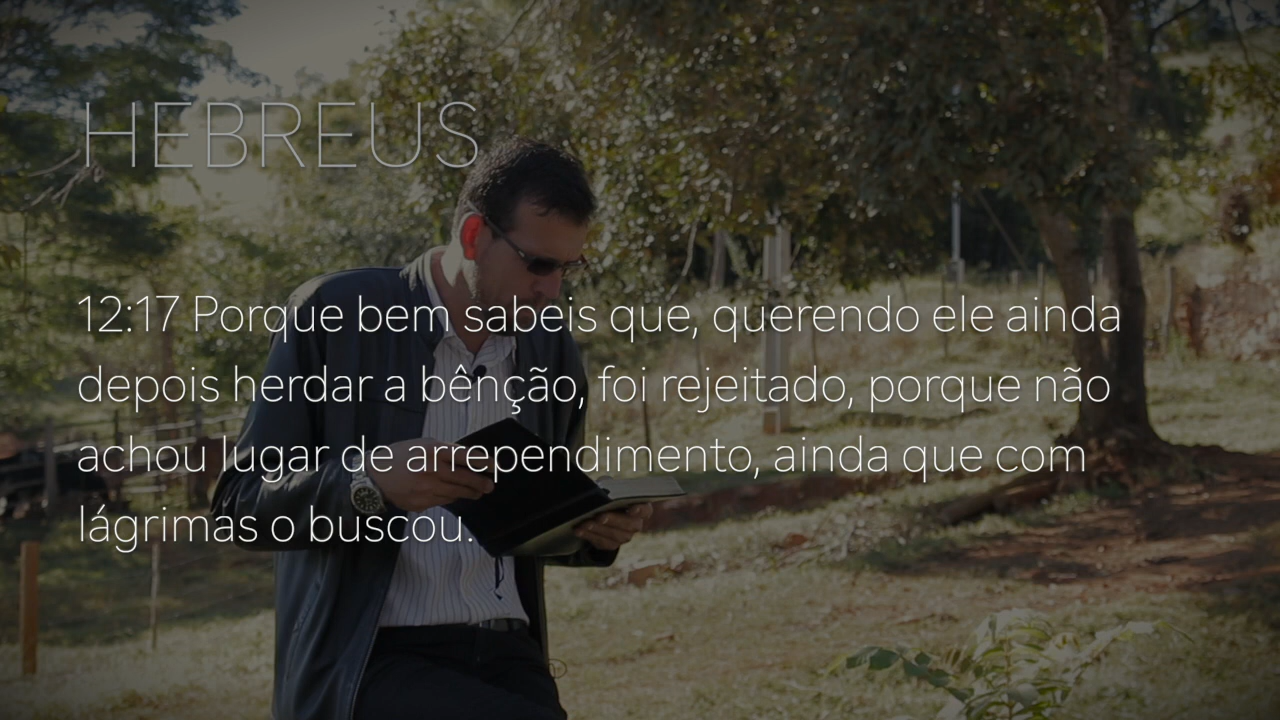 HEBREUS
12:17 Porque bem sabeis que, querendo ele ainda
depois herdar a bênção, foi rejeitado, porque não
achou lugar de arrependimento, ainda que com
lágrimas o buscou.